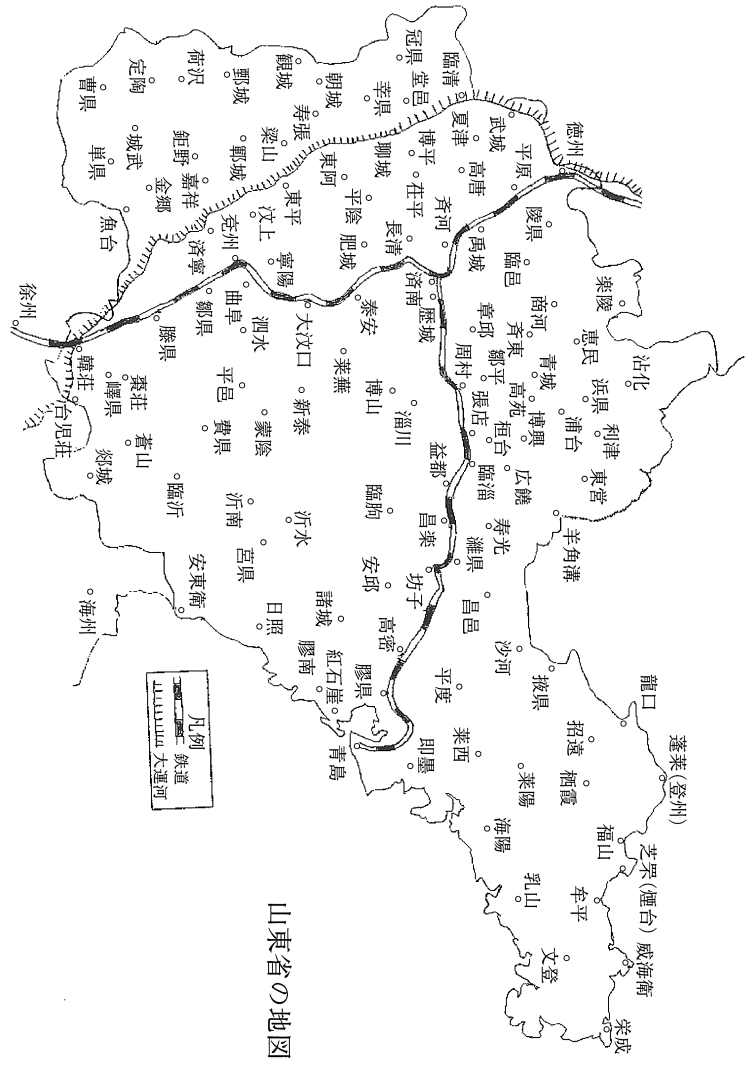 山東省の地図
凡例
鉄道
大運河
栄成
威海衛
芝罘(煙台)
文登
牟平
乳山
福山
蓬萊(登州)
海陽
栖霞
招遠
萊陽
龍口
萊西
即墨
青島
掖県
沙河
平度
膠県
紅石崖
膠南
高密
諸城
日照
昌邑
坊子
安邱
安東衛
海州
羊角溝
濰県
寿光
昌楽
臨朐
沂水
莒県
沂南
臨沂
利津
東営
浜県
蒲台
広饒
博興
臨淄
桓台
益都
高苑
張店
沾化
青城
恵民
鄒平
斉東
周村
淄川
博山
章邱
商河
楽陵
臨邑
歴城
済南
萊蕪
新泰
蒙陰
費県
平邑
蒼山
郯城
棗荘
嶧県
台児荘
韓荘
滕県
徐州
陵県
禹城
斉河
長清
泰安
肥城
大汶口
寧陽
泗水
曲阜
鄒県
兗州
済寧
汶上
徳州
平原
武城
高唐
夏津
博平
茌平
聊城
平陰
東阿
東平
臨清
堂邑
冠県
莘県
朝城
寿張
観城
梁山
鄆城
鄄城
嘉祥
鉅野
金郷
魚台
荷沢
定陶
城武
単県
曹県